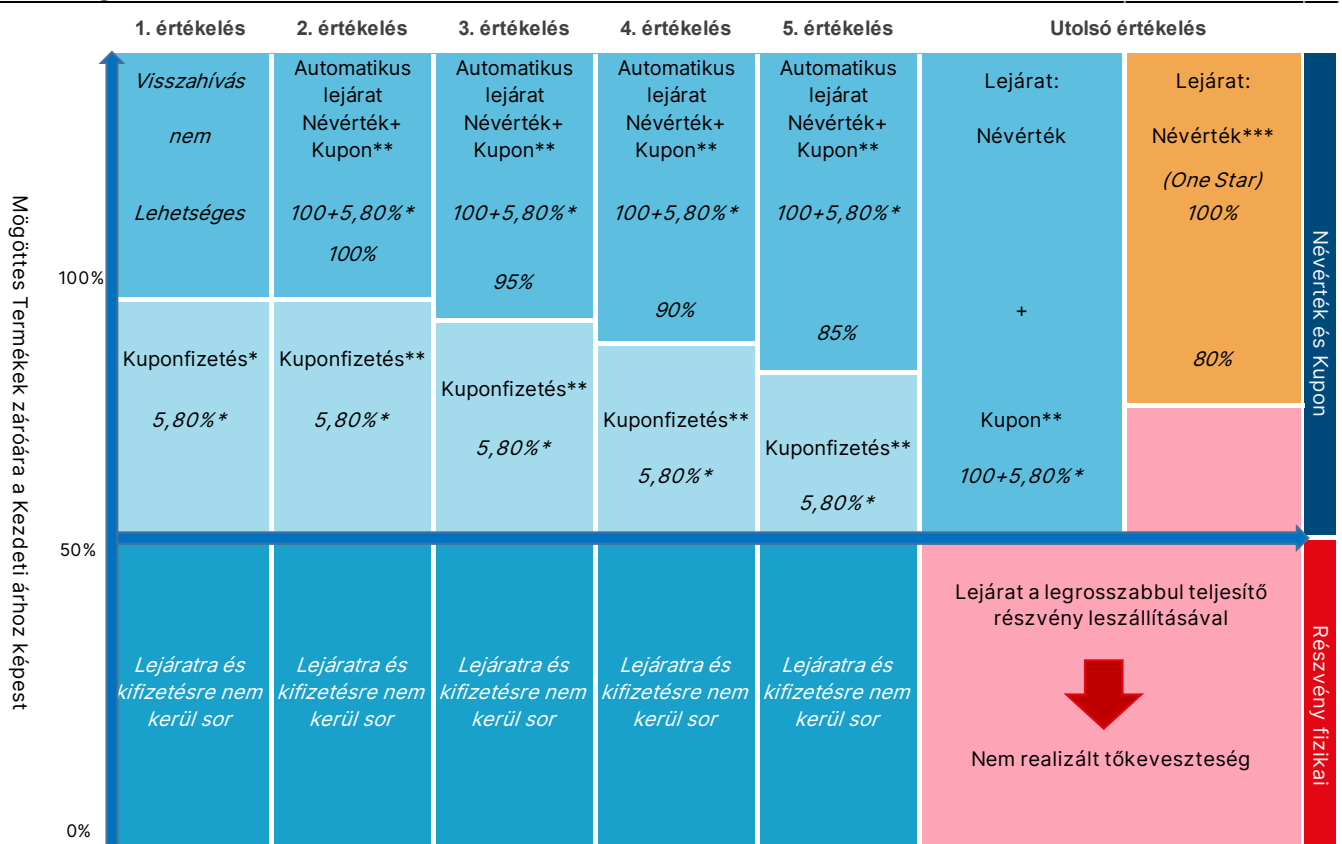 1. értékelés
2. értékelés
3. értékelés
4. értékelés
5. értékelés
Utolsó értékelés
Mögöttes Termékek záróára a Kezdeti árhoz képest
100%
50%
0%
Visszahívás
nem
Lehetséges
Kuponfizetés*
5,80%*
Lejáratra és
kifizetésre nem
kerül sor
Automatikus
lejárat
Névérték+
Kupon**
100+5,80%*
100%
Kuponfizetés**
5,80%*
Lejáratra és
kifizetésre nem
kerül sor
Automatikus
lejárat
Névérték+
Kupon**
100+5,80%*
95%
Kuponfizetés**
5,80%*
Lejáratra és
kifizetésre nem
kerül sor
Automatikus
lejárat
Névérték+
Kupon**
100+5,80%*
90%
Kuponfizetés**
5,80%*
Lejáratra és
kifizetésre nem
kerül sor
Automatikus
lejárat
Névérték+
Kupon**
100+5,80%*
85%
Kuponfizetés**
5,80%*
Lejáratra és
kifizetésre nem
kerül sor
Lejárat:
Névérték
+
Kupon**
100+5,80%*
Lejárat:
Névérték***
(One Star)
100%
80%
Lejárat a legrosszabbul teljesítő
részvény leszállításával
Nem realizált tőkeveszteség
Névérték és Kupon
Részvény fizikai